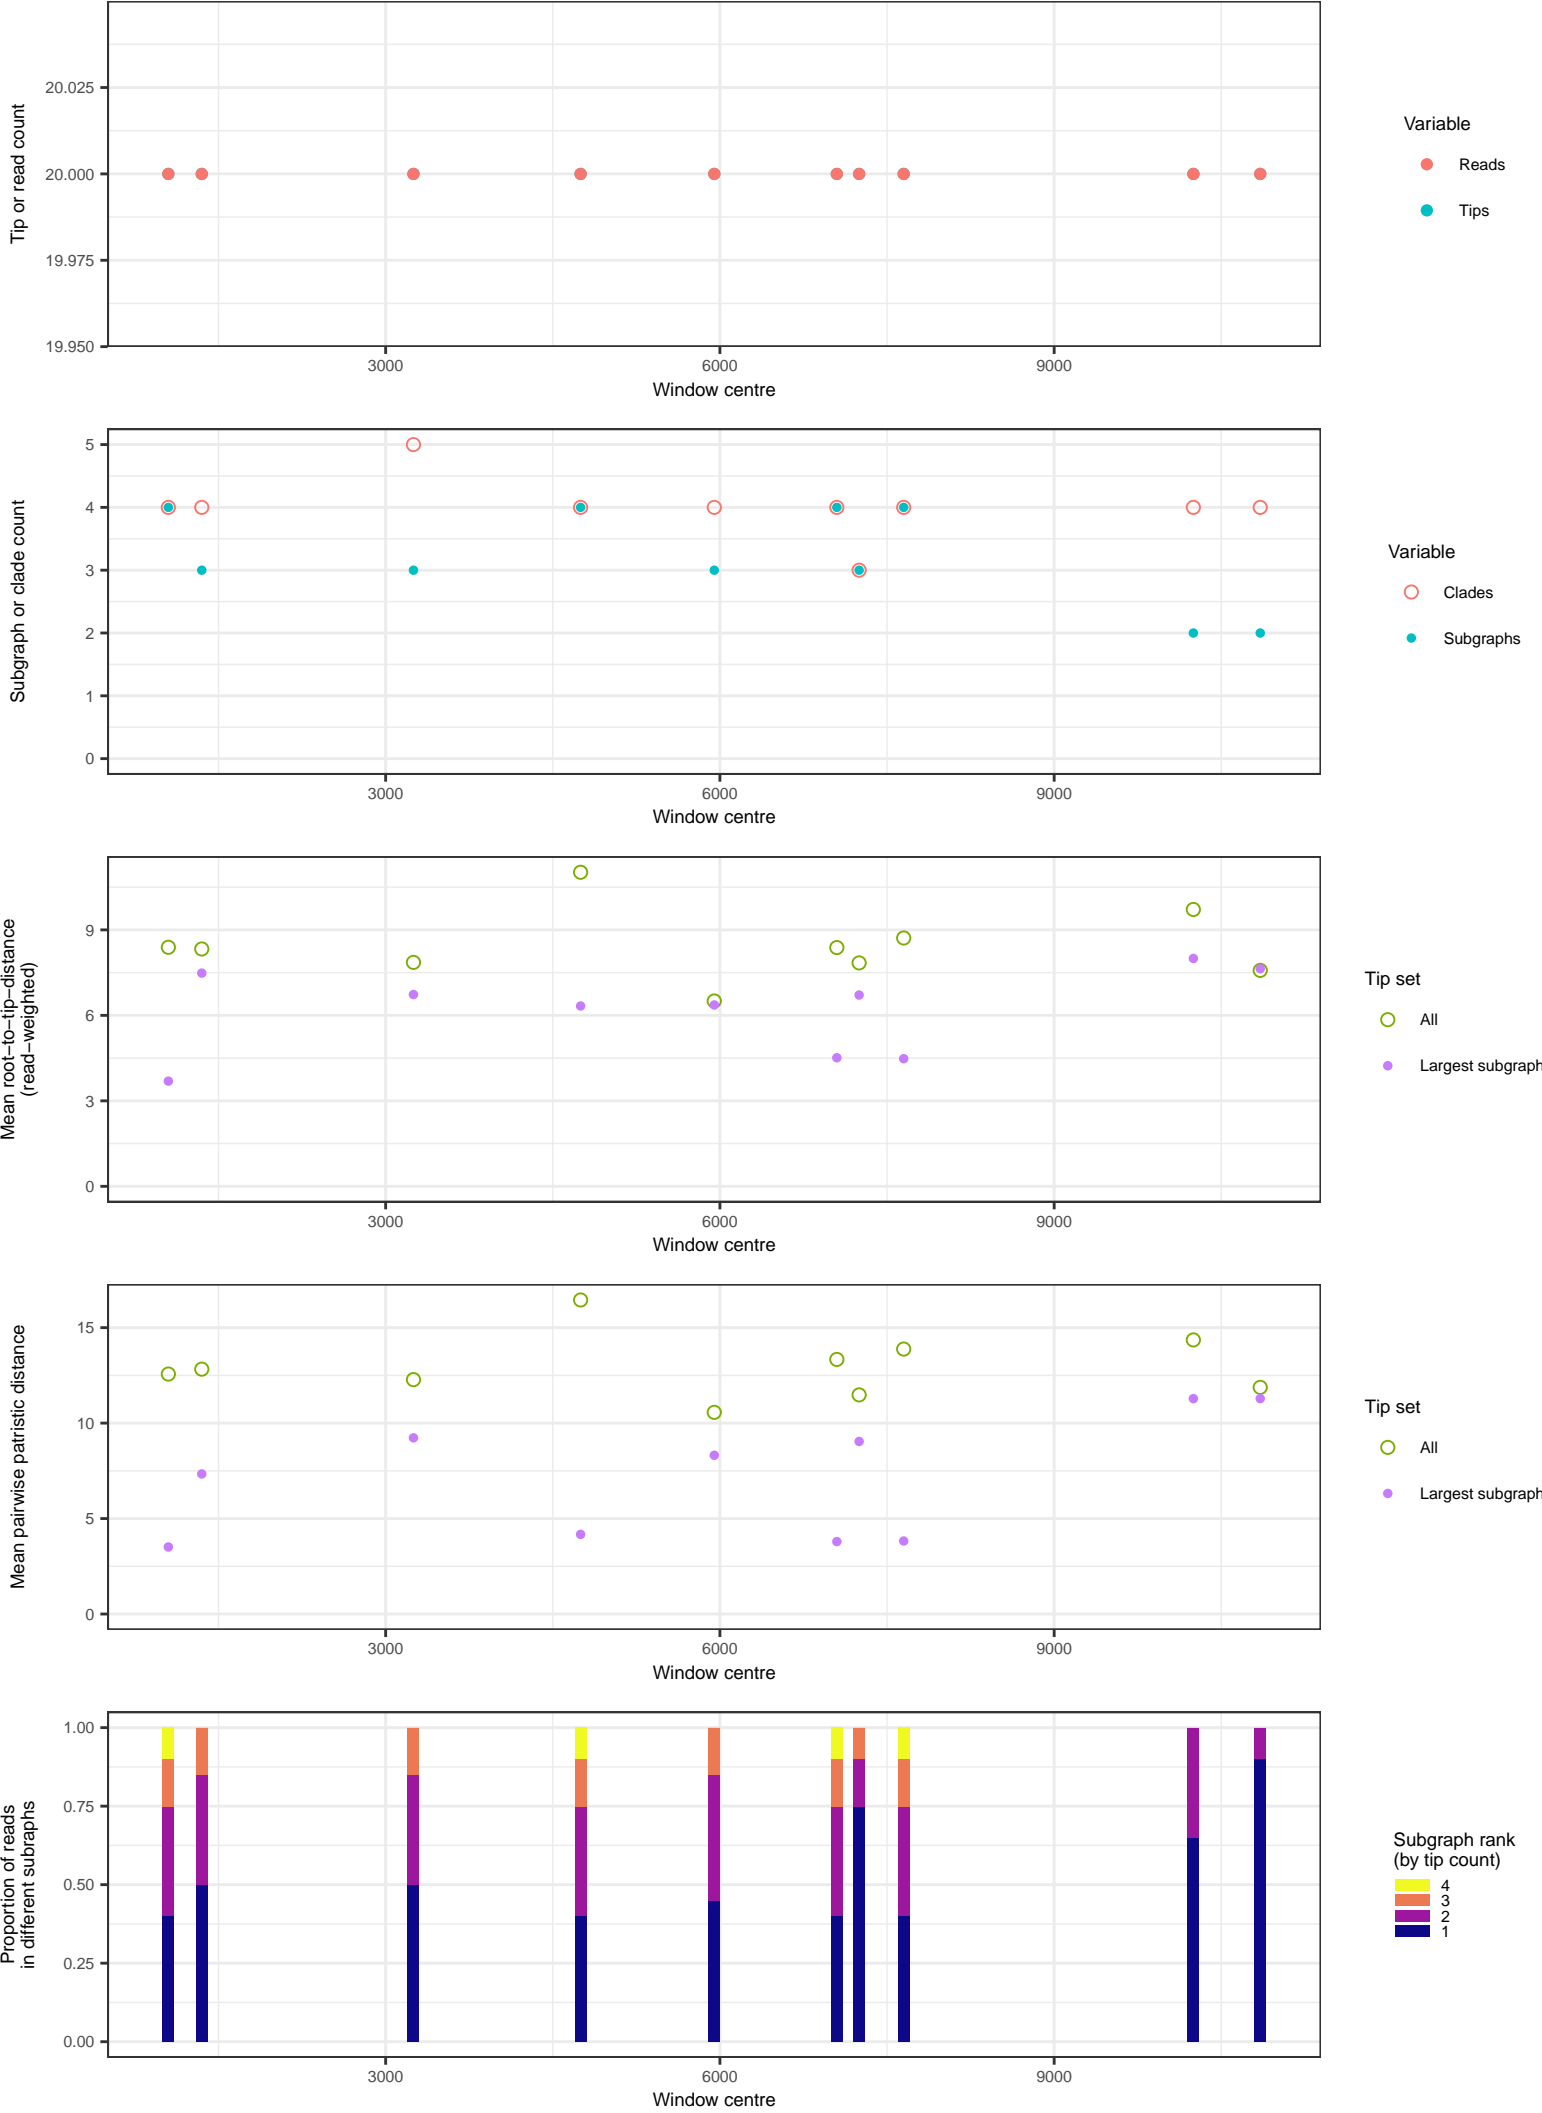 20.025
20.000
19.975
19.950
Tip or read count
3000 6000 9000
Window centre
Variable
Reads
Tips
5
4
3
2
1
0
Subgraph or clade count
3000 6000 9000
Window centre
Variable
Clades
Subgraphs
9
6
3
0
Mean root−to−tip−distance
(read−weighted)
3000 6000 9000
Window centre
Tip set
All
Largest subgraph
15
10
5
0
Mean pairwise patristic distance
3000 6000 9000
Window centre
Tip set
All
Largest subgraph
1.00
0.75
0.50
0.25
0.00
Proportion of reads
in different subraphs
3000 6000 9000
Window centre
Subgraph rank
(by tip count)
4
3
2
1